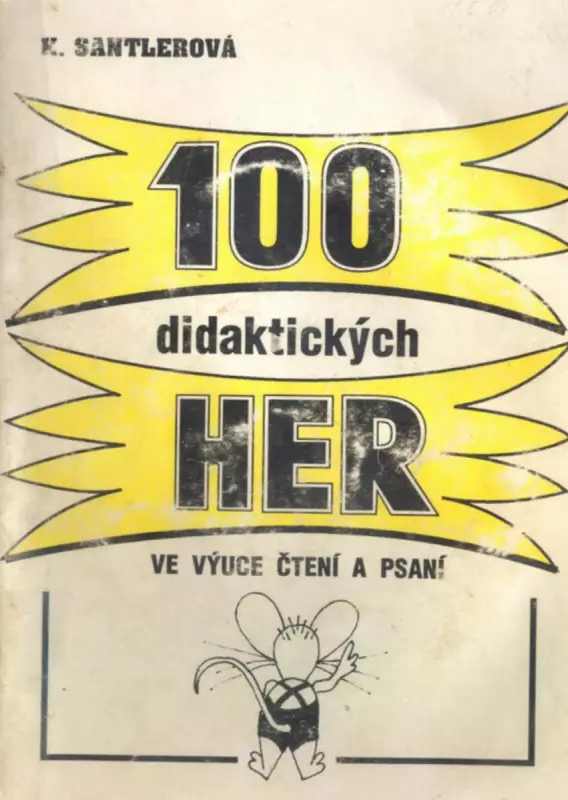 K. SANTLEROVÁ
100
didaktických
HER
VE VÝUCE ČTENÍ A PSANÍ